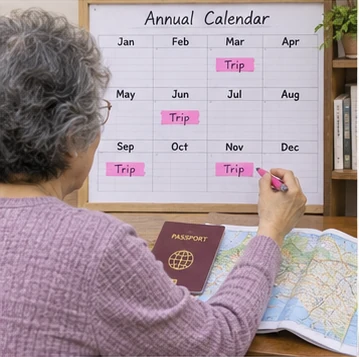 Annual Calendar
Jan Feb Mar Apr
Trip
May Jun Jul Aug
Trip
Sep Oct Nov Dec
Trip Trip
PASSPORT